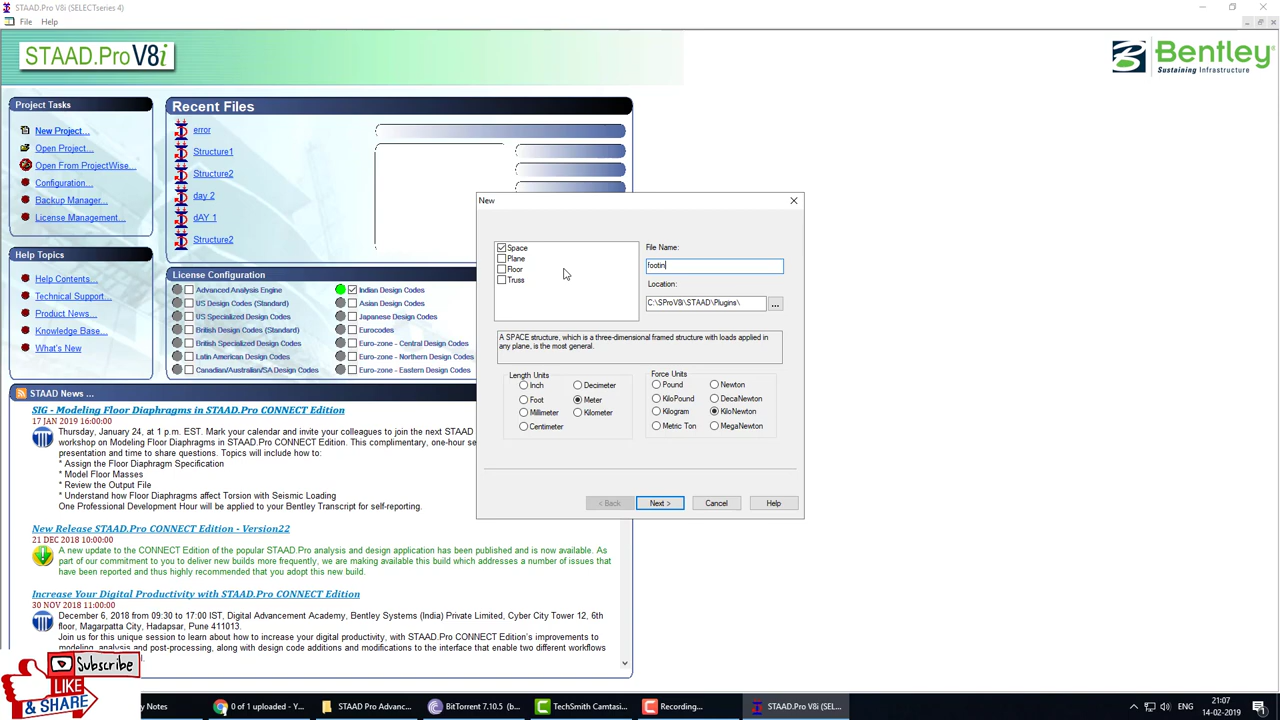 STAAD.Pro V8i (SELECTseries 4)
File Help
STAAD.Pro V8i
Bentley
Sustaining Infrastructure
Project Tasks
New Project...
Open Project...
Open From ProjectWise...
Configuration...
Backup Manager...
License Management...
Recent Files
error
Structure1
Structure2
day 2
dAY 1
Structure2
Help Topics
Help Contents...
Technical Support...
Product News...
Knowledge Base...
What's New
License Configuration
Advanced Analysis Engine
US Design Codes (Standard)
US Specialized Design Codes
British Design Codes (Standard)
British Specialized Design Codes
Latin American Design Codes
Canadian/Australian/SA Design Codes
Indian Design Codes
Asian Design Codes
Japanese Design Codes
Eurocodes
Euro-zone - Central Design Codes
Euro-zone - Northern Design Codes
Euro-zone - Eastern Design Codes
New
Space
Plane
Floor
Truss
File Name:
footin
Location:
C:\SProV8i\STAAD\Plugins\
...
A SPACE structure, which is a three-dimensional framed structure with loads applied in
any plane, is the most general.
Length Units
Inch
Foot
Millimeter
Centimeter
Decimeter
Meter
Kilometer
Force Units
Pound
KiloPound
Kilogram
Metric Ton
Newton
DecaNewton
KiloNewton
MegaNewton
< Back
Next >
Cancel
Help
STAAD News ...
SIG - Modeling Floor Diaphragms in STAAD.Pro CONNECT Edition
17 JAN 2019 16:00:00
Thursday, January 24, at 1 p.m. EST. Mark your calendar and invite your colleagues to join the next STAAD
workshop on Modeling Floor Diaphragms in STAAD.Pro CONNECT Edition. This complimentary, one-hour se
presentation and time to share questions. Topics will include how to:
* Assign the Floor Diaphragm Specification
* Model Floor Masses
* Review the Output File
* Understand how Floor Diaphragms affect Torsion with Seismic Loading
One Professional Development Hour will be applied to your Bentley Transcript for self-reporting.
New Release STAAD.Pro CONNECT Edition - Version22
21 DEC 2018 10:00:00
A new update to the CONNECT Edition of the popular STAAD.Pro analysis and design application has been published and is now available. As
part of our commitment to you to deliver new builds more frequently, we are making available this build which addresses a number of issues that
have been reported and thus highly recommended that you adopt this new build.
Increase Your Digital Productivity with STAAD.Pro CONNECT Edition
30 NOV 2018 11:00:00
December 6, 2018 from 09:30 to 17:00 IST, Digital Advancement Academy, Bentley Systems (India) Private Limited, Cyber City Tower 12, 6th
floor, Magarpatta City, Hadapsar, Pune 411013.
Join us for this unique session to learn about how to increase your digital productivity, with STAAD.Pro CONNECT Edition's improvements to
modeling, analysis and post-processing, along with design code additions and modifications to the interface that enable two different workflows
Subscribe
LIKE
& SHARE
y Notes
0 of 1 uploaded - Y...
STAAD Pro Advanc...
BitTorrent 7.10.5 (b...
TechSmith Camtasi...
Recording...
STAAD.Pro V8i (SEL...
21:07
14-02-2019